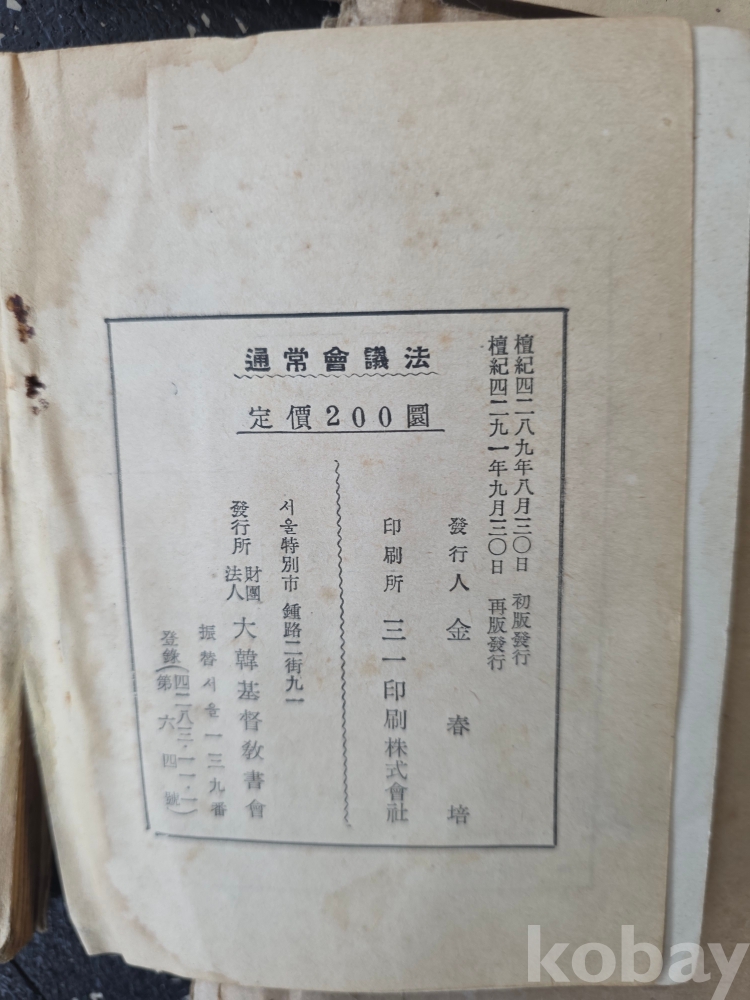 通常會議法
定價200圜
檀紀四二八九年八月三〇日 初版發行
檀紀四二九一年九月三〇日 再版發行
發行人 金春培
印刷所 三一印刷株式會社
서울特別市 鍾路二街九一
發行所 財團法人 大韓基督敎書會
振替서울一三九番
登錄(四二八三·一一·一)
第六四號
kobay